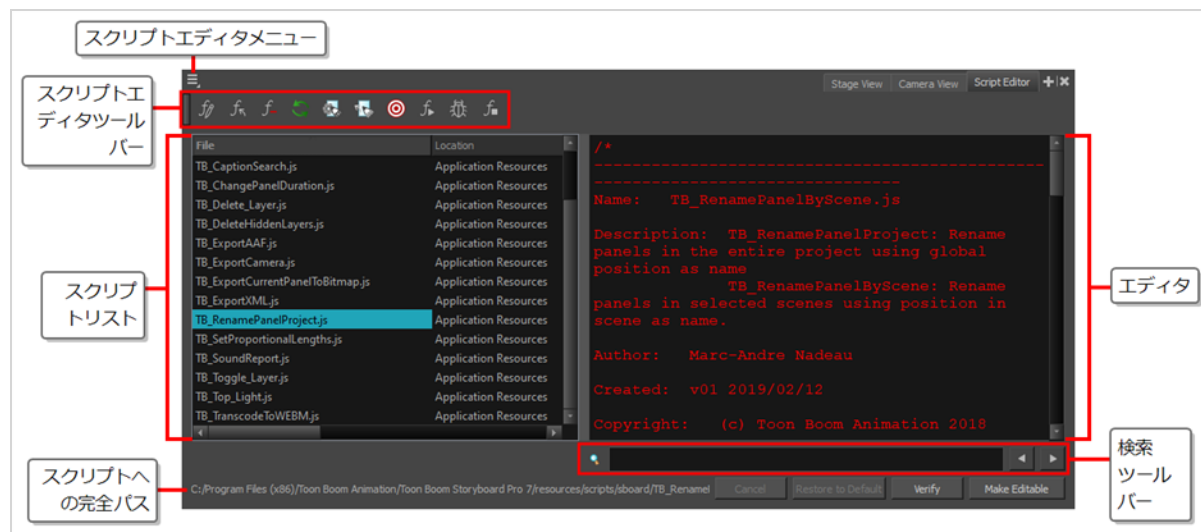 スクリプトエディタメニュー
スクリプトエ
ディタツール
バー
Stage View
Camera View
Script Editor
File
Location
TB_CaptionSearch.js Application Resources
TB_ChangePanelDuration.js Application Resources
TB_Delete_Layer.js Application Resources
TB_DeleteHiddenLayers.js Application Resources
TB_ExportAAF.js Application Resources
TB_ExportCamera.js Application Resources
TB_ExportCurrentPanelToBitmap.js Application Resources
TB_ExportXML.js Application Resources
TB_RenamePanelProject.js Application Resources
TB_SetProportionalLengths.js Application Resources
TB_SoundReport.js Application Resources
TB_Toggle_Layer.js Application Resources
TB_Top_Light.js Application Resources
TB_TranscodeToWEBM.js Application Resources
スクリプ
トリスト
/*
-----------------------------------------------
--------------------------------
Name: TB_RenamePanelByScene.js
Description: TB_RenamePanelProject: Rename
panels in the entire project using global
position as name
TB_RenamePanelByScene: Rename
panels in selected scenes using position in
scene as name.
Author: Marc-Andre Nadeau
Created: v01 2019/02/12
Copyright: (c) Toon Boom Animation 2018
エディタ
検索
ツール
バー
スクリプトへ
の完全パス
C:/Program Files (x86)/Toon Boom Animation/Toon Boom Storyboard Pro 7/resources/scripts/sboard/TB_Renamel
Cancel
Restore to Default
Verify
Make Editable